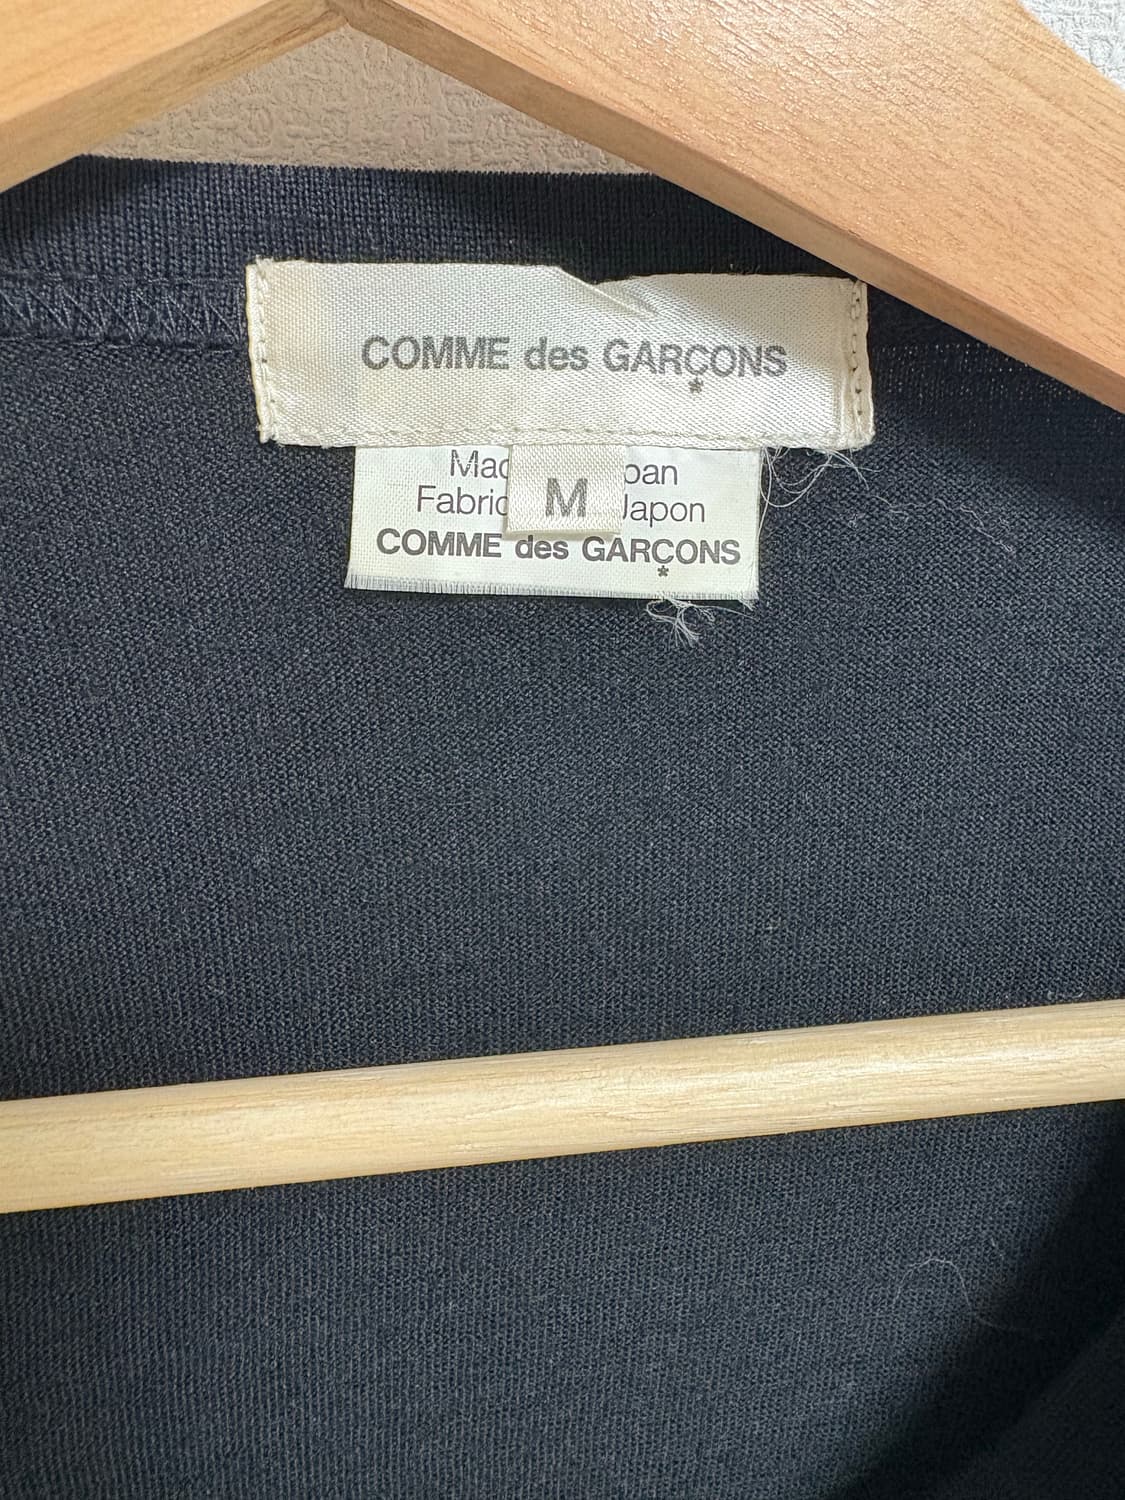 COMME des GARÇONS
*
Mac pan
M
Fabric Japon
COMME des GARÇONS
*